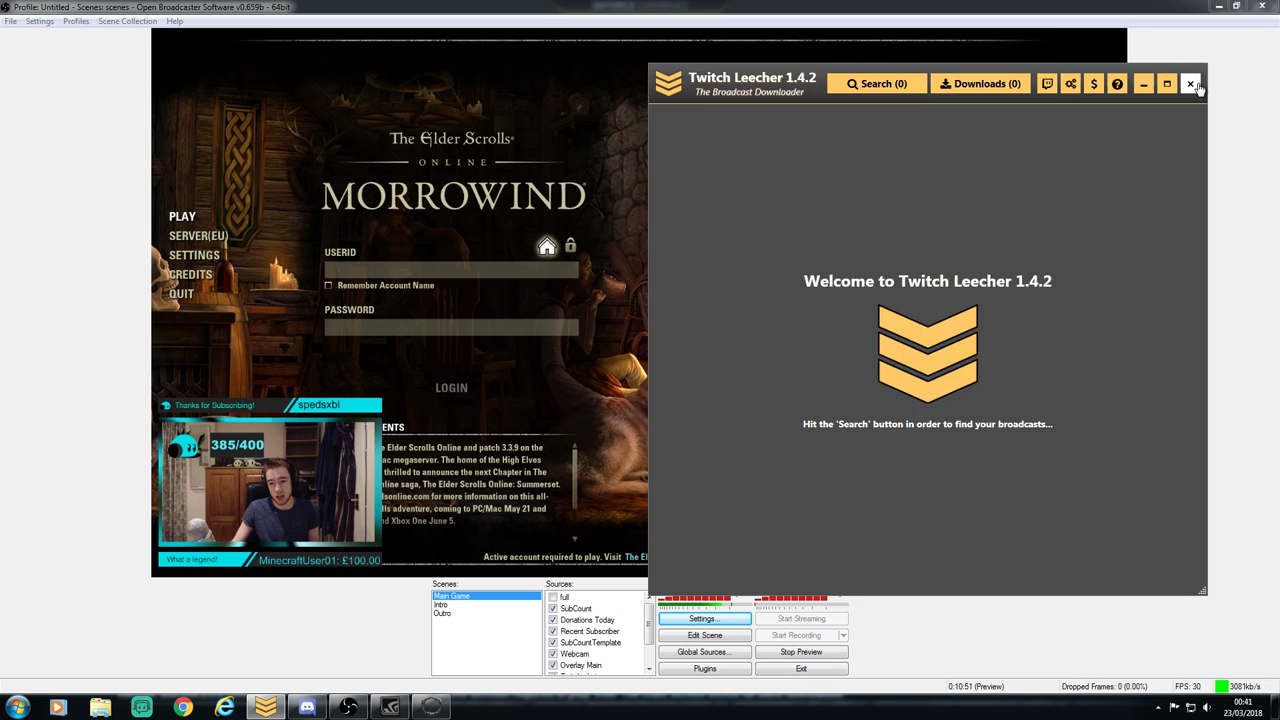 Profile: Untitled - Scenes: scenes - Open Broadcaster Software v0.659b - 64bit
File Settings Profiles Scene Collection Help
Twitch Leecher 1.4.2
The Broadcast Downloader
Search (0)
Downloads (0)
$
?
The Elder Scrolls
ONLINE
MORROWIND
PLAY
SERVER(EU)
SETTINGS
CREDITS
QUIT
USERID
Remember Account Name
PASSWORD
LOGIN
Welcome to Twitch Leecher 1.4.2
Hit the 'Search' button in order to find your broadcasts...
Thanks for Subscribing!
spedsxbl
385/400
What a legend!
MinecraftUser01: £100.00
ENTS
e Elder Scrolls Online and patch 3.3.9 on the
ac megaserver. The home of the High Elves
thrilled to announce the next Chapter in The
nline saga, The Elder Scrolls Online: Summerset.
lsonline.com for more information on this all-
lls adventure, coming to PC/Mac May 21 and
nd Xbox One June 5.
Active account required to play. Visit The El
Scenes:
Main Game
Intro
Outro
Sources:
full
SubCount
Donations Today
Recent Subscriber
SubCountTemplate
Webcam
Overlay Main
Settings...
Start Streaming
Edit Scene
Start Recording
Global Sources...
Stop Preview
Plugins
Exit
0:10:51 (Preview)
Dropped Frames: 0 (0.00%)
FPS: 30
3081kb/s
00:41
23/03/2018